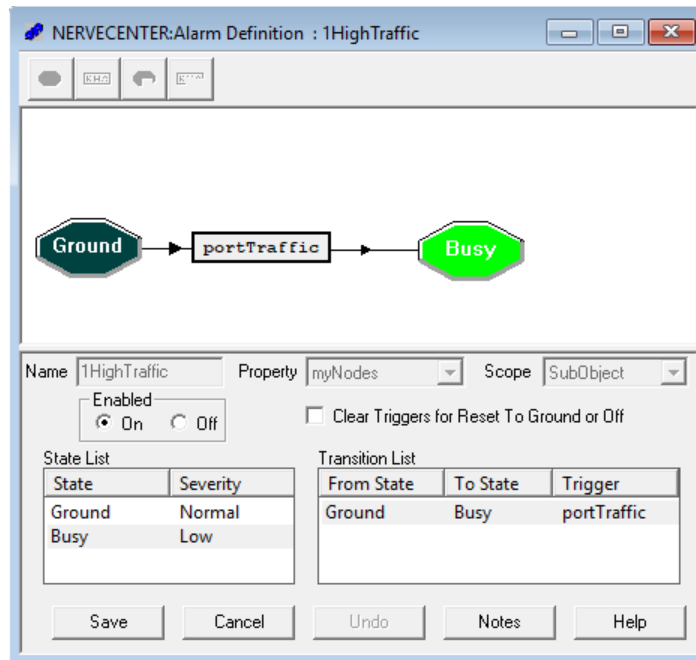 NERVECENTER:Alarm Definition : 1HighTraffic
Ground portTraffic Busy
Name 1HighTraffic Property myNodes Scope SubObject
Enabled
On Off Clear Triggers for Reset To Ground or Off
State List Transition List
State Severity From State To State Trigger
Ground Normal Ground Busy portTraffic
Busy Low
Save Cancel Undo Notes Help